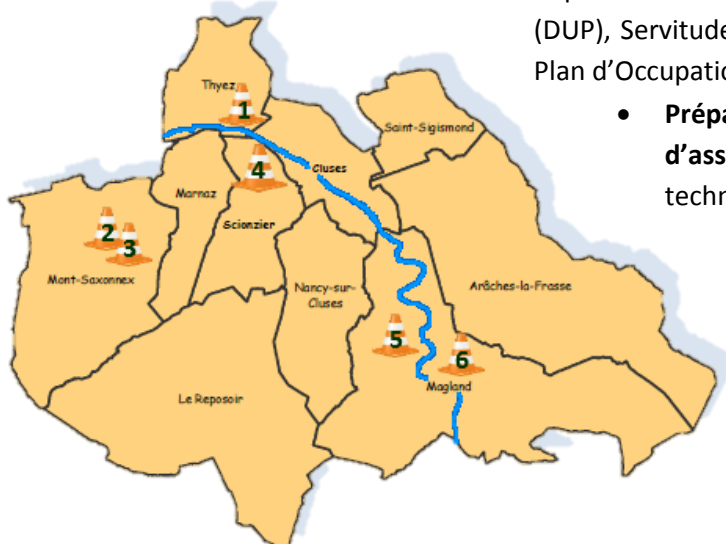 (DUP), Servitude
Plan d'Occupatio
• Prépa
d'ass
techn
Thyez
1
Saint-Sigismond
Cluses
4
Marnaz
Scionzier
2
3
Mont-Saxonnex
Nancy-sur-
Cluses
Arâches-la-Frasse
5
6
Magland
Le Reposoir